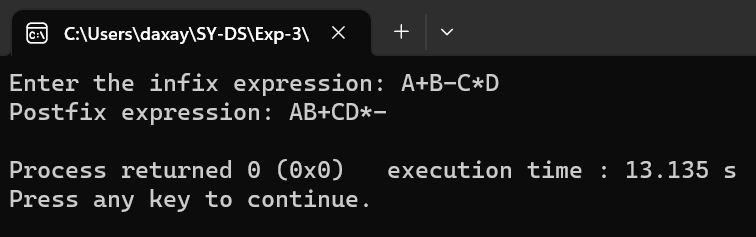 C:\Users\daxay\SY-DS\Exp-3\
Enter the infix expression: A+B-C*D
Postfix expression: AB+CD*-
Process returned 0 (0x0)   execution time : 13.135 s
Press any key to continue.